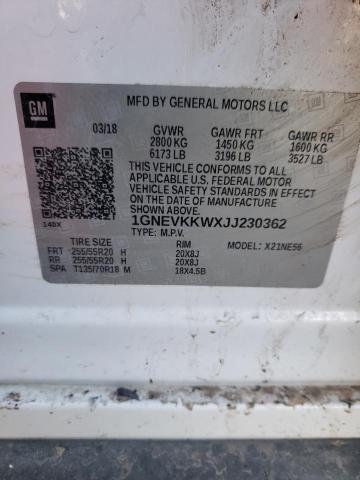 GM
MFD BY GENERAL MOTORS LLC
03/18 GVWR GAWR FRT GAWR RR
2800 KG 1450 KG 1600 KG
6173 LB 3196 LB 3527 LB
THIS VEHICLE CONFORMS TO ALL
APPLICABLE U.S. FEDERAL MOTOR
VEHICLE SAFETY STANDARDS IN EFFECT
ON THE DATE OF MANUFACTURE SHOWN ABOVE.
148X 1GNEVKKWXJJ230362
TYPE: M.P.V. MODEL: X21NE56
TIRE SIZE RIM
FRT 255/55R20 H 20X8J
RR 255/55R20 H 20X8J
SPA T135/70R18 M 18X4.5B